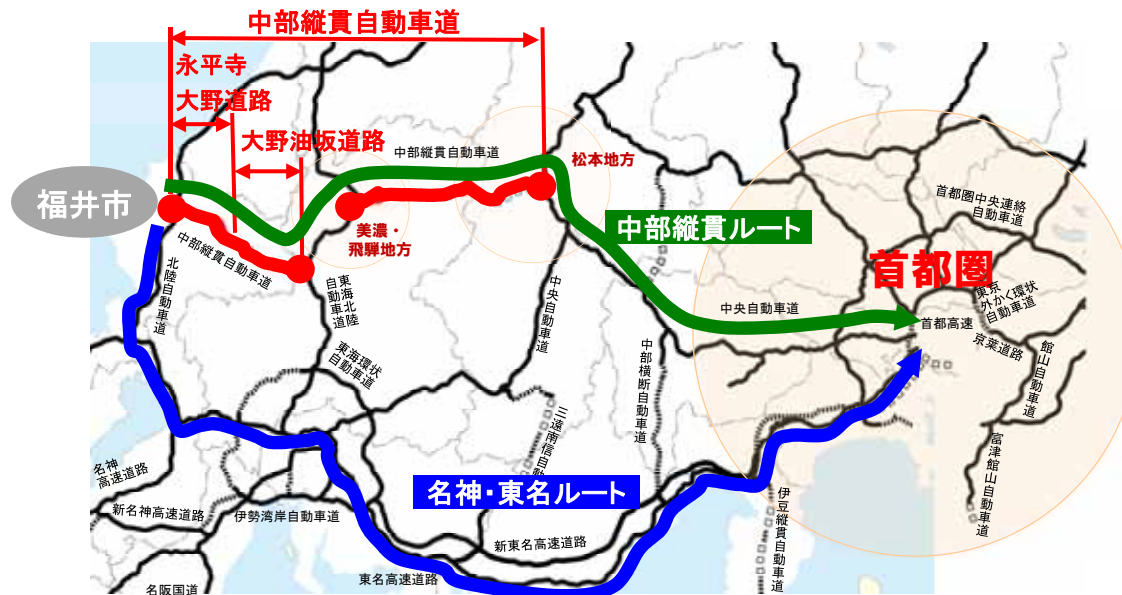 中部縦貫自動車道
永平寺
大野道路
大野油坂道路
中部縦貫自動車道
松本地方
福井市
美濃・
飛騨地方
中部縦貫ルート
首都圏中央連絡
自動車道
首都圏
中部縦貫自動車道
北陸自動車道
東海北陸
自動車道
中央自動車道
中央自動車道
東京
外かく環状
自動車道
首都高速
京葉道路
館山自動車道
東海環状
自動車道
中部横断自動車道
三遠南信自動
富津館山自動車道
名神
高速道路
名神・東名ルート
新名神高速道路
伊勢湾岸自動車道
伊豆縦貫自動車道
新東名高速道路
東名高速道路
名阪国道